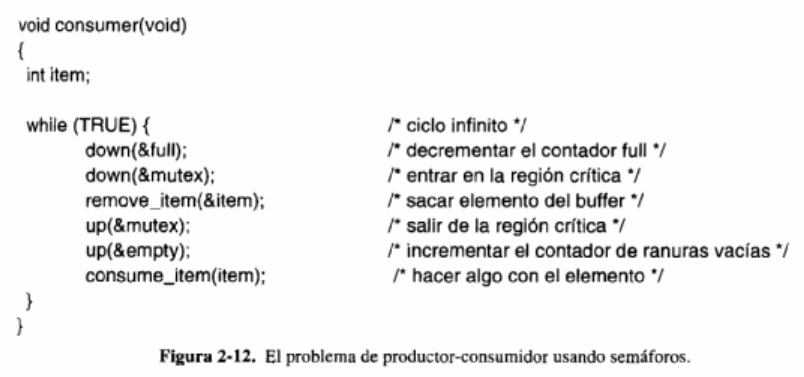 void consumer(void)
{
int item;
while (TRUE) { /* ciclo infinito */
down(&full); /* decrementar el contador full */
down(&mutex); /* entrar en la región crítica */
remove_item(&item); /* sacar elemento del buffer */
up(&mutex); /* salir de la región crítica */
up(&empty); /* incrementar el contador de ranuras vacías */
consume_item(item); /* hacer algo con el elemento */
}
}
Figura 2-12. El problema de productor-consumidor usando semáforos.